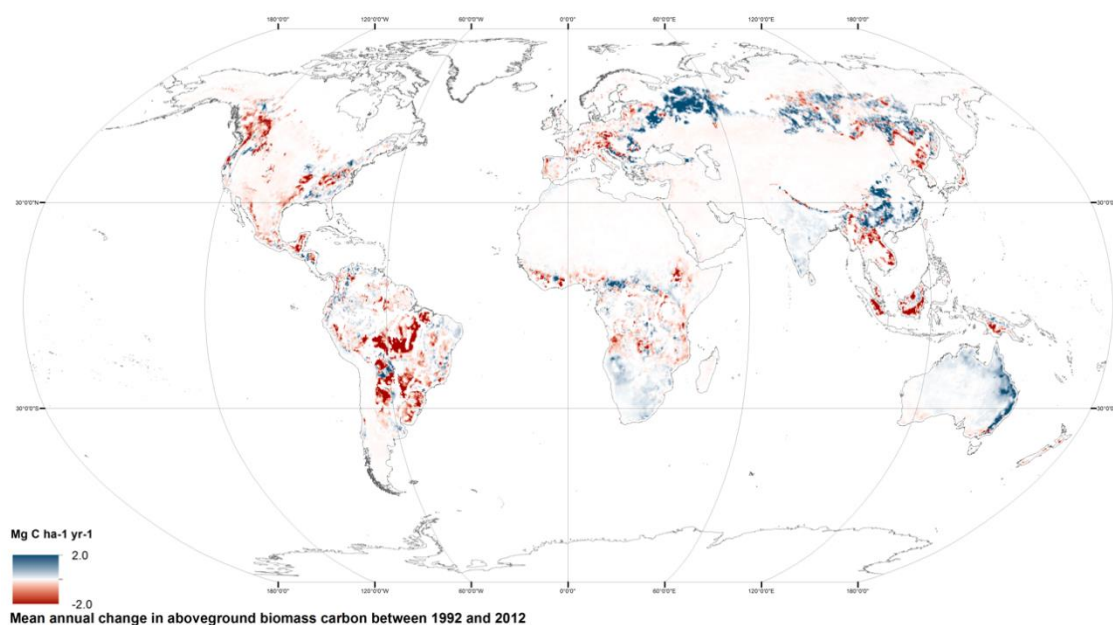 180°0'0" 120°0'0"W 60°0'0"W 0°0'0" 60°0'0"E 120°0'0"E 180°0'0"
30°0'0"N 30°0'0"
30°0'0"S 30°0'0"
Mg C ha-1 yr-1
2.0
-2.0
180°0'0" 120°0'0"W 60°0'0"W 0°0'0" 60°0'0"E 120°0'0"E 180°0'0"
Mean annual change in aboveground biomass carbon between 1992 and 2012